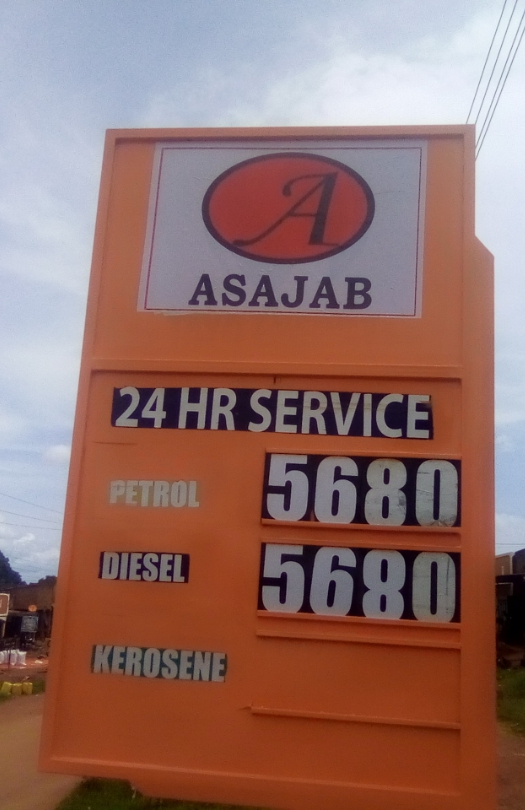 A
ASAJAB
24 HR SERVICE
PETROL 5680
DIESEL 5680
KEROSENE